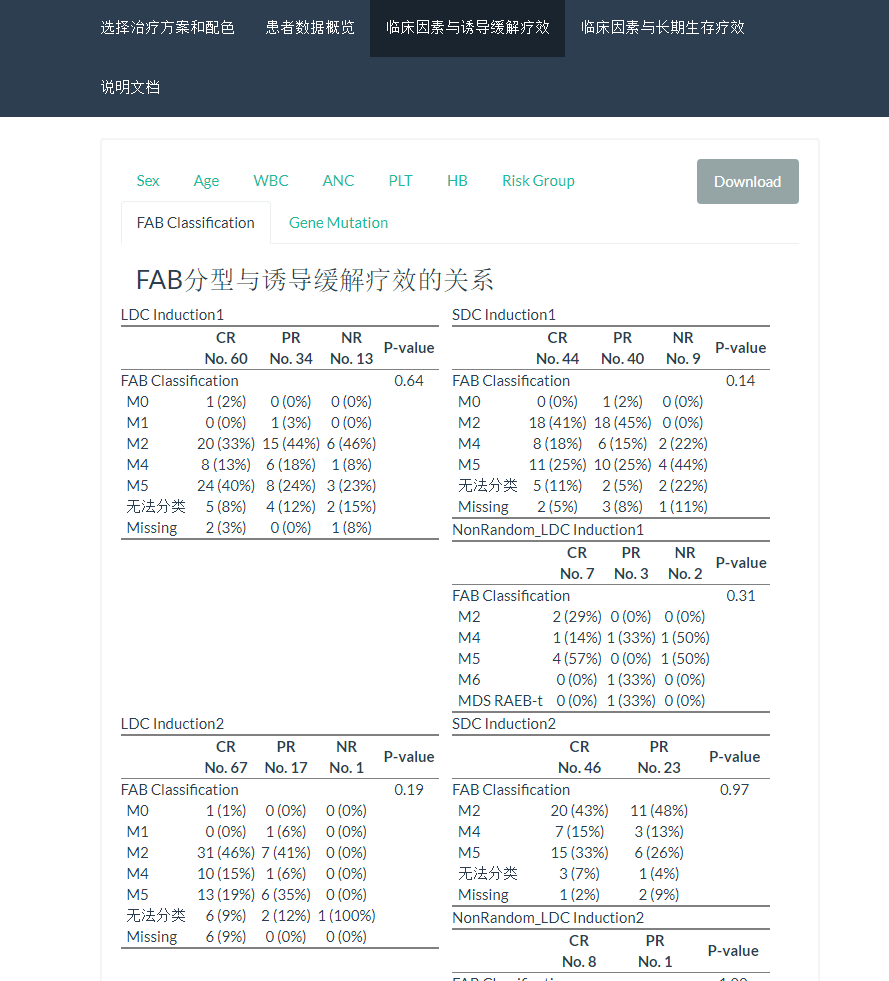 选择治疗方案和配色 患者数据概览 临床因素与诱导缓解疗效 临床因素与长期生存疗效
说明文档
Sex Age WBC ANC PLT HB Risk Group Download
FAB Classification Gene Mutation
FAB分型与诱导缓解疗效的关系
LDC Induction1
CR PR NR P-value
No. 60 No. 34 No. 13
FAB Classification 0.64
M0 1 (2%) 0 (0%) 0 (0%)
M1 0 (0%) 1 (3%) 0 (0%)
M2 20 (33%) 15 (44%) 6 (46%)
M4 8 (13%) 6 (18%) 1 (8%)
M5 24 (40%) 8 (24%) 3 (23%)
无法分类 5 (8%) 4 (12%) 2 (15%)
Missing 2 (3%) 0 (0%) 1 (8%)
SDC Induction1
CR PR NR P-value
No. 44 No. 40 No. 9
FAB Classification 0.14
M0 0 (0%) 1 (2%) 0 (0%)
M2 18 (41%) 18 (45%) 0 (0%)
M4 8 (18%) 6 (15%) 2 (22%)
M5 11 (25%) 10 (25%) 4 (44%)
无法分类 5 (11%) 2 (5%) 2 (22%)
Missing 2 (5%) 3 (8%) 1 (11%)
NonRandom_LDC Induction1
CR PR NR P-value
No. 7 No. 3 No. 2
FAB Classification 0.31
M2 2 (29%) 0 (0%) 0 (0%)
M4 1 (14%) 1 (33%) 1 (50%)
M5 4 (57%) 0 (0%) 1 (50%)
M6 0 (0%) 1 (33%) 0 (0%)
MDS RAEB-t 0 (0%) 1 (33%) 0 (0%)
LDC Induction2
CR PR NR P-value
No. 67 No. 17 No. 1
FAB Classification 0.19
M0 1 (1%) 0 (0%) 0 (0%)
M1 0 (0%) 1 (6%) 0 (0%)
M2 31 (46%) 7 (41%) 0 (0%)
M4 10 (15%) 1 (6%) 0 (0%)
M5 13 (19%) 6 (35%) 0 (0%)
无法分类 6 (9%) 2 (12%) 1 (100%)
Missing 6 (9%) 0 (0%) 0 (0%)
SDC Induction2
CR PR P-value
No. 46 No. 23
FAB Classification 0.97
M2 20 (43%) 11 (48%)
M4 7 (15%) 3 (13%)
M5 15 (33%) 6 (26%)
无法分类 3 (7%) 1 (4%)
Missing 1 (2%) 2 (9%)
NonRandom_LDC Induction2
CR PR P-value
No. 8 No. 1